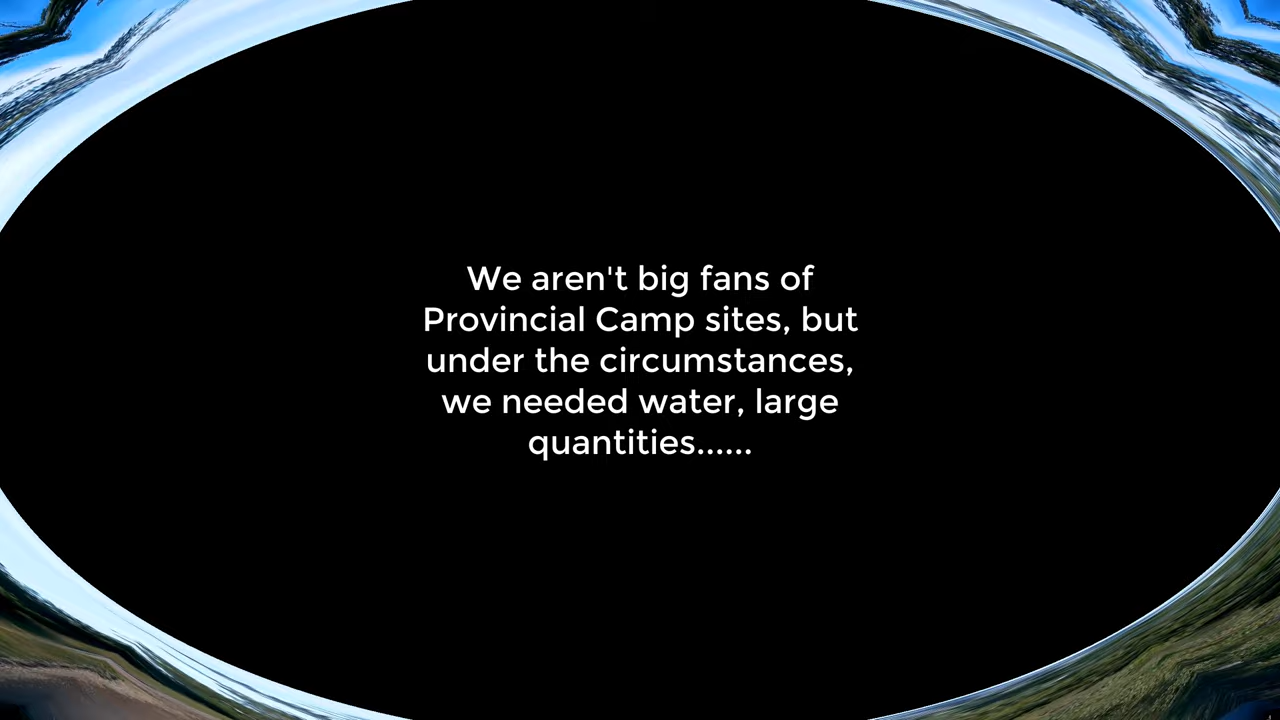 We aren't big fans of
Provincial Camp sites, but
under the circumstances,
we needed water, large
quantities......